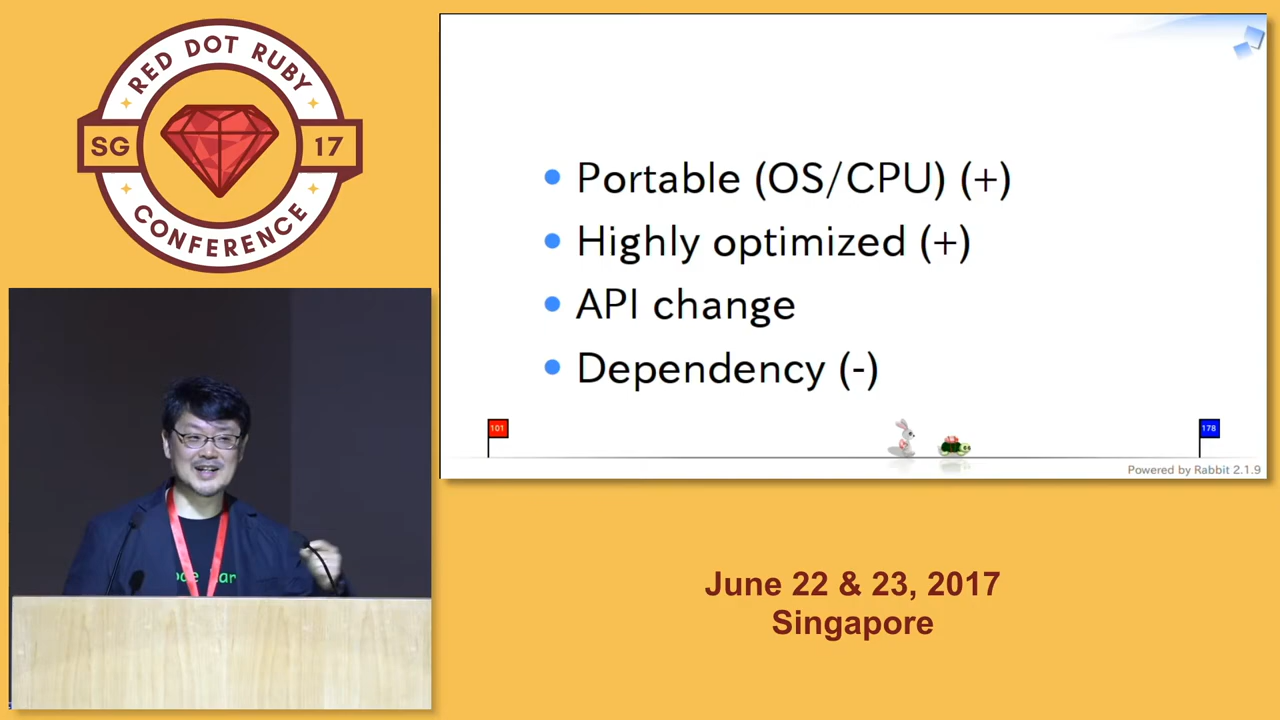 RED DOT RUBY
SG
17
CONFERENCE
Portable (OS/CPU) (+)
Highly optimized (+)
API change
Dependency (-)
101
178
Powered by Rabbit 2.1.9
June 22 & 23, 2017
Singapore